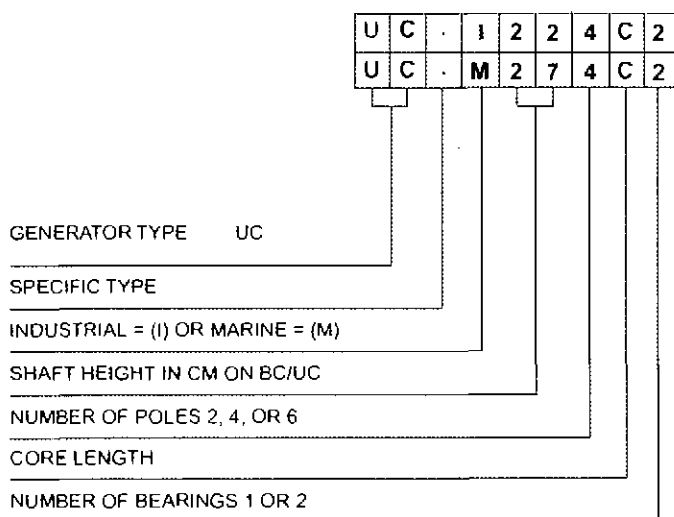 U C . I 2 2 4 C 2
U C . M 2 7 4 C 2
GENERATOR TYPE UC
SPECIFIC TYPE
INDUSTRIAL = (I) OR MARINE = (M)
SHAFT HEIGHT IN CM ON BC/UC
NUMBER OF POLES 2, 4, OR 6
CORE LENGTH
NUMBER OF BEARINGS 1 OR 2